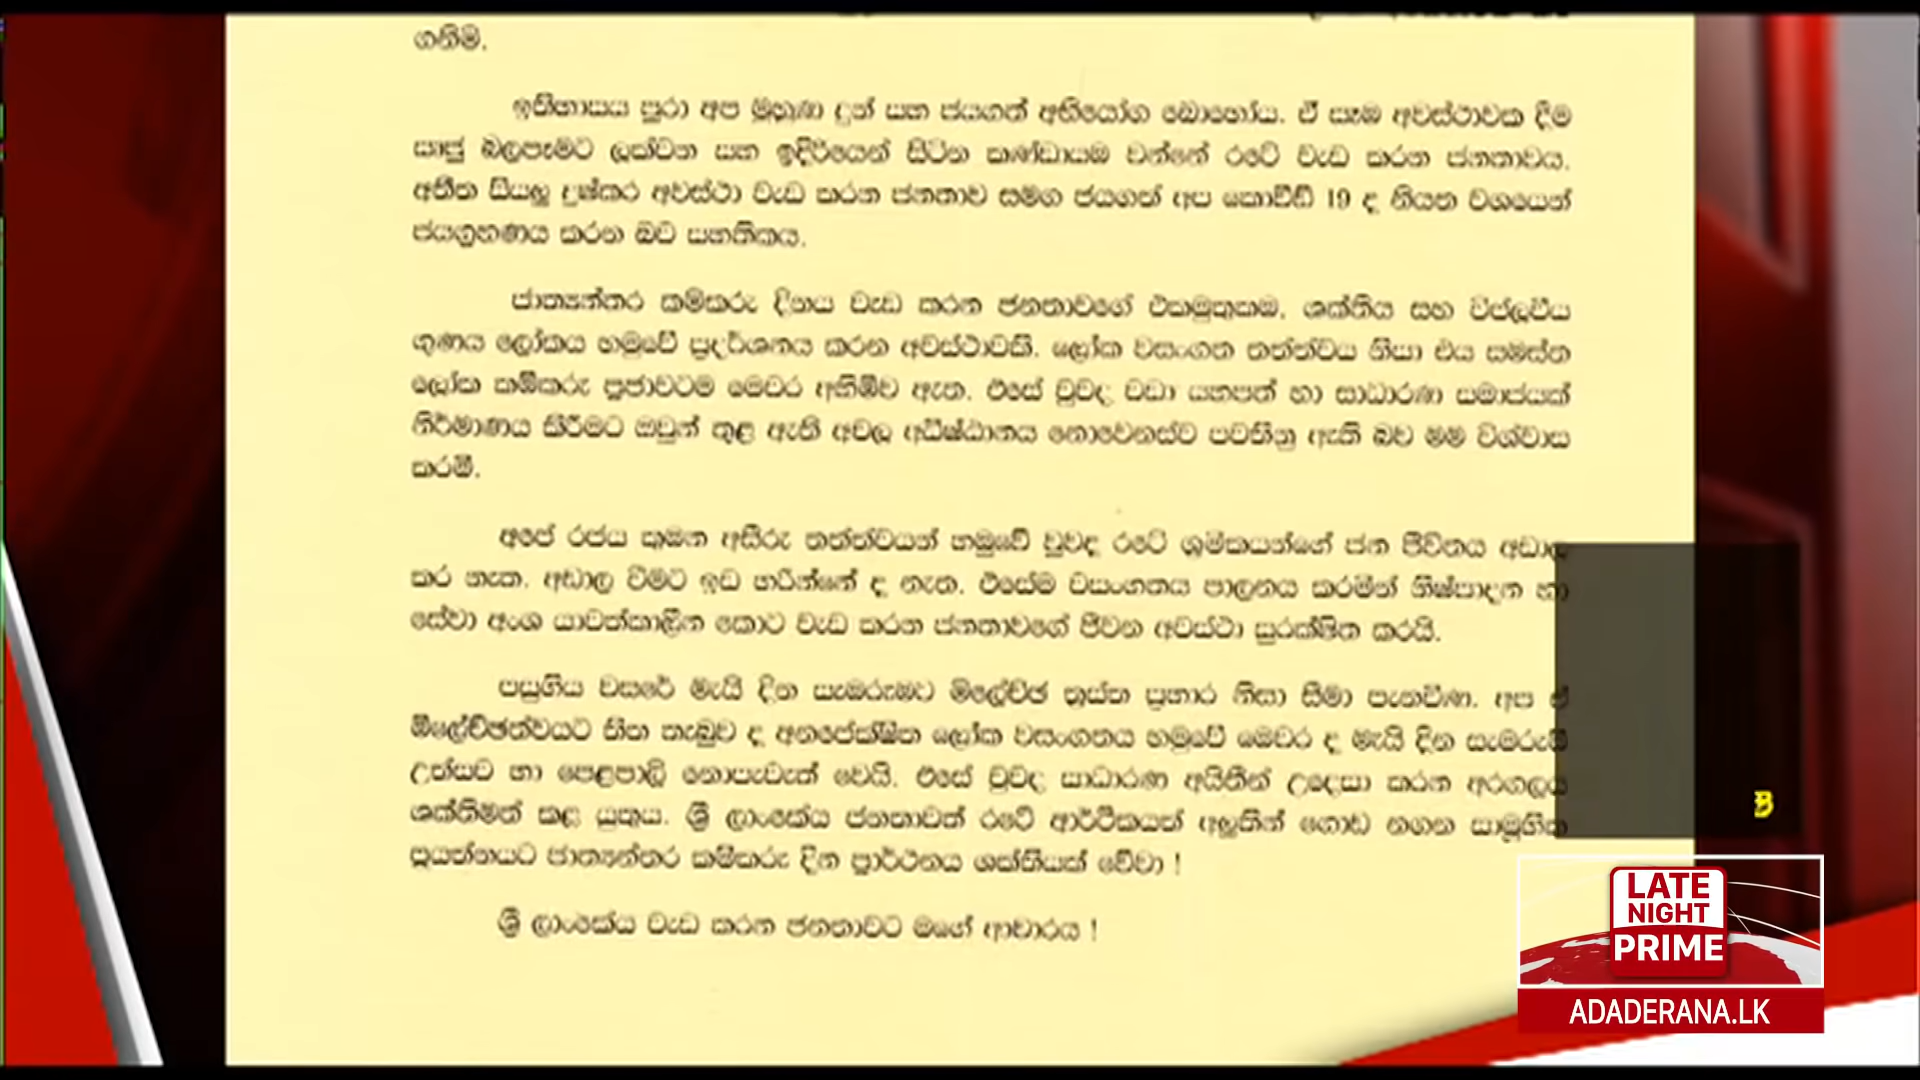 ගනිමි.
ඉතිහාසය පුරා අප මුහුණ දුන් සහ ජයගත් අභියෝග බොහෝය. ඒ සෑම අවස්ථාවක දීම
සෘජු බලපෑමට ලක්වන සහ ඉදිරියෙන් සිටින කණ්ඩායම වන්නේ රටේ වැඩ කරන ජනතාවය.
අතීත සියලු දුෂ්කර අවස්ථා වැඩ කරන ජනතාව සමග ජයගත් අප කොවිඩ් 19 ද නියත වශයෙන්
ජයග්‍රහණය කරන බව සහතිකය.
ජාත්‍යන්තර කම්කරු දිනය වැඩ කරන ජනතාවගේ එකමුතුකම, ශක්තිය සහ විප්ලවීය
ගුණය ලෝකය හමුවේ ප්‍රදර්ශනය කරන අවස්ථාවකි. ලෝක වසංගත තත්ත්වය නිසා එය සමස්ත
ලෝක කම්කරු ප්‍රජාවටම මෙවර අහිමිව ඇත. එසේ වුවද වඩා යහපත් හා සාධාරණ සමාජයක්
නිර්මාණය කිරීමට ඔවුන් තුළ ඇති අචල අධිෂ්ඨානය නොවෙනස්ව පවතිනු ඇති බව මම විශ්වාස
කරමි.
අපේ රජය කුමන අසීරු තත්ත්වයන් හමුවේ වුවද රටේ ශ්‍රමිකයන්ගේ ජන ජීවිතය අඩාල
කර නැත. අඩාල වීමට ඉඩ හරින්නේ ද නැත. එසේම වසංගතය පාලනය කරමින් නිෂ්පාදන හා
සේවා අංශ යාවත්කාලීන කොට වැඩ කරන ජනතාවගේ ජීවන අවස්ථා සුරක්ෂිත කරයි.
පසුගිය වසරේ මැයි දින සැමරුමට ම්ලේච්ඡ ත්‍රස්ත ප්‍රහාර නිසා සීමා පැනවිණ. අප ඒ
ම්ලේච්ඡත්වයට තිත තැබුව ද අනපේක්ෂිත ලෝක වසංගතය හමුවේ මෙවර ද මැයි දින සැමරුම්
උත්සව හා පෙළපාලි නොපැවැත් වෙයි. එසේ වුවද සාධාරණ අයිතීන් උදෙසා කරන අරගලය
ශක්තිමත් කළ යුතුය. ශ්‍රී ලාංකේය ජනතාවත් රටේ ආර්ථිකයත් අලුතින් ගොඩ නගන සාමූහික
ප්‍රයත්නයට ජාත්‍යන්තර කම්කරු දින ප්‍රාර්ථනය ශක්තියක් වේවා !
ශ්‍රී ලාංකේය වැඩ කරන ජනතාවට මගේ ආචාරය !
B
LATE
NIGHT
PRIME
ADADERANA.LK